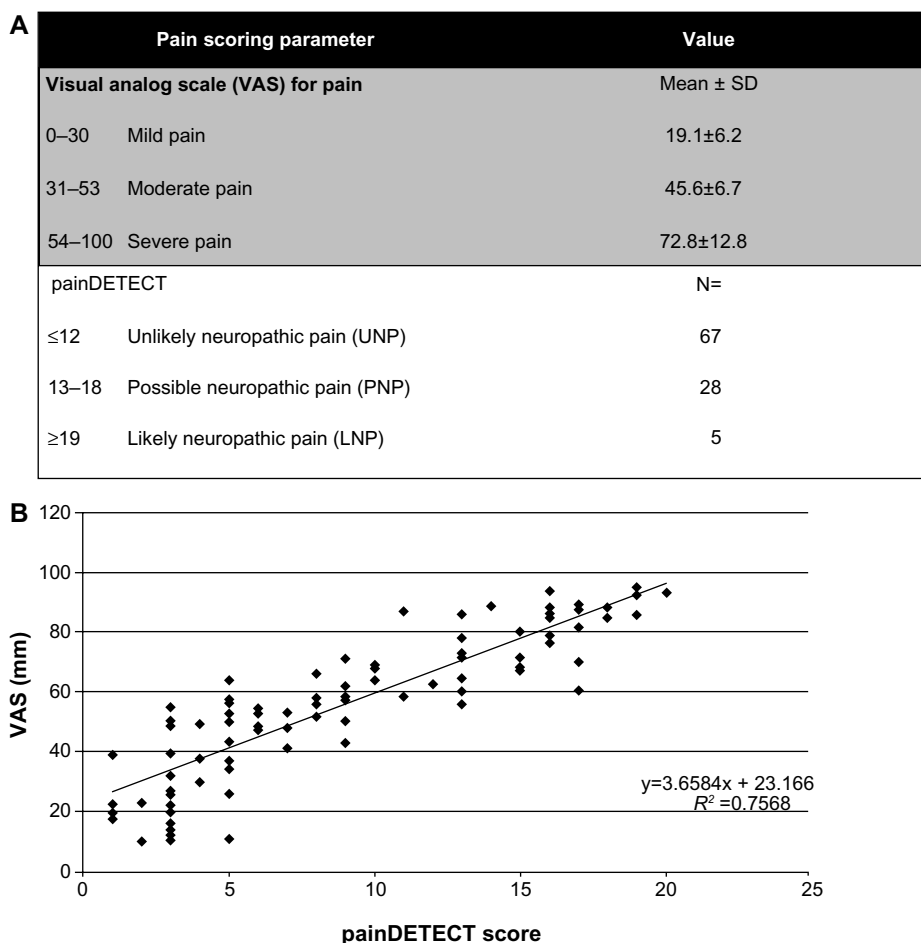 A
Pain scoring parameter Value
Visual analog scale (VAS) for pain Mean ± SD
0–30 Mild pain 19.1±6.2
31–53 Moderate pain 45.6±6.7
54–100 Severe pain 72.8±12.8
painDETECT N=
≤12 Unlikely neuropathic pain (UNP) 67
13–18 Possible neuropathic pain (PNP) 28
≥19 Likely neuropathic pain (LNP) 5
B
120
100
80
60
40
20
0
VAS (mm)
y=3.6584x + 23.166
R² =0.7568
0 5 10 15 20 25
painDETECT score